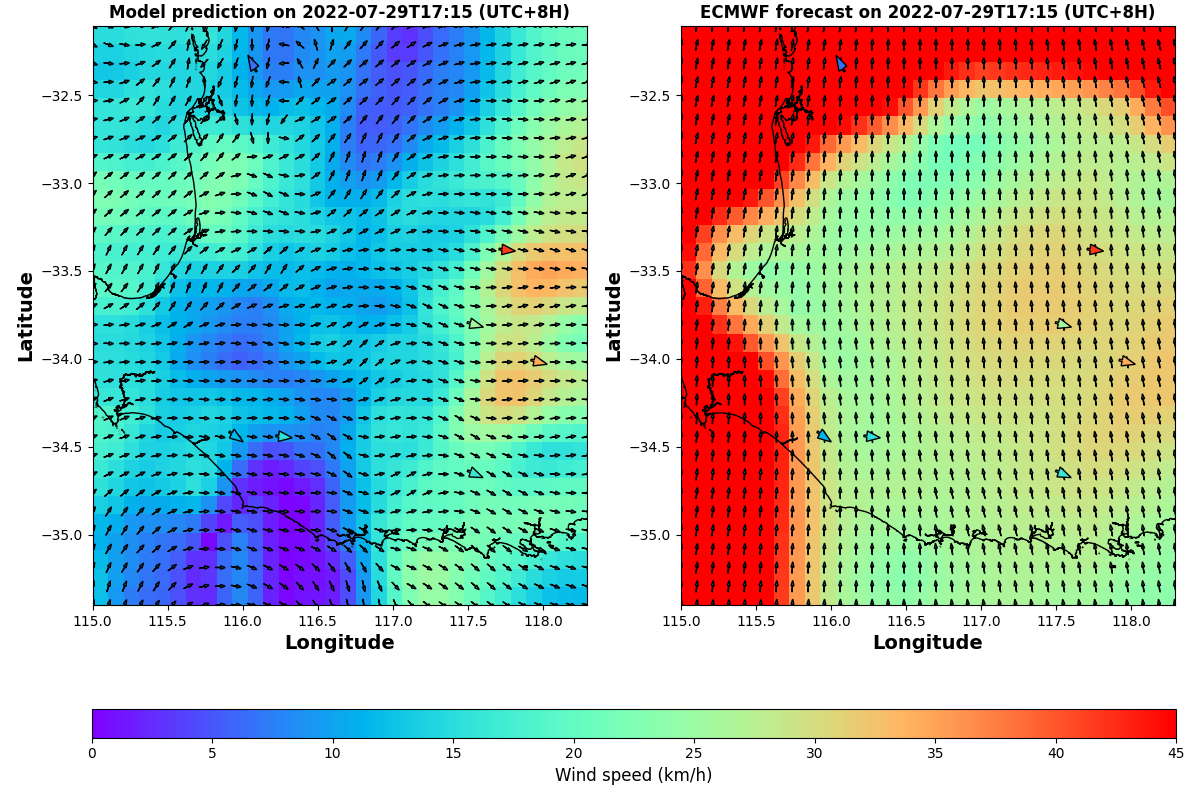 Model prediction on 2022-07-29T17:15 (UTC+8H)
ECMWF forecast on 2022-07-29T17:15 (UTC+8H)
Latitude
−32.5
−33.0
−33.5
−34.0
−34.5
−35.0
115.0 115.5 116.0 116.5 117.0 117.5 118.0
Longitude
Latitude
−32.5
−33.0
−33.5
−34.0
−34.5
−35.0
115.0 115.5 116.0 116.5 117.0 117.5 118.0
Longitude
0 5 10 15 20 25 30 35 40 45
Wind speed (km/h)